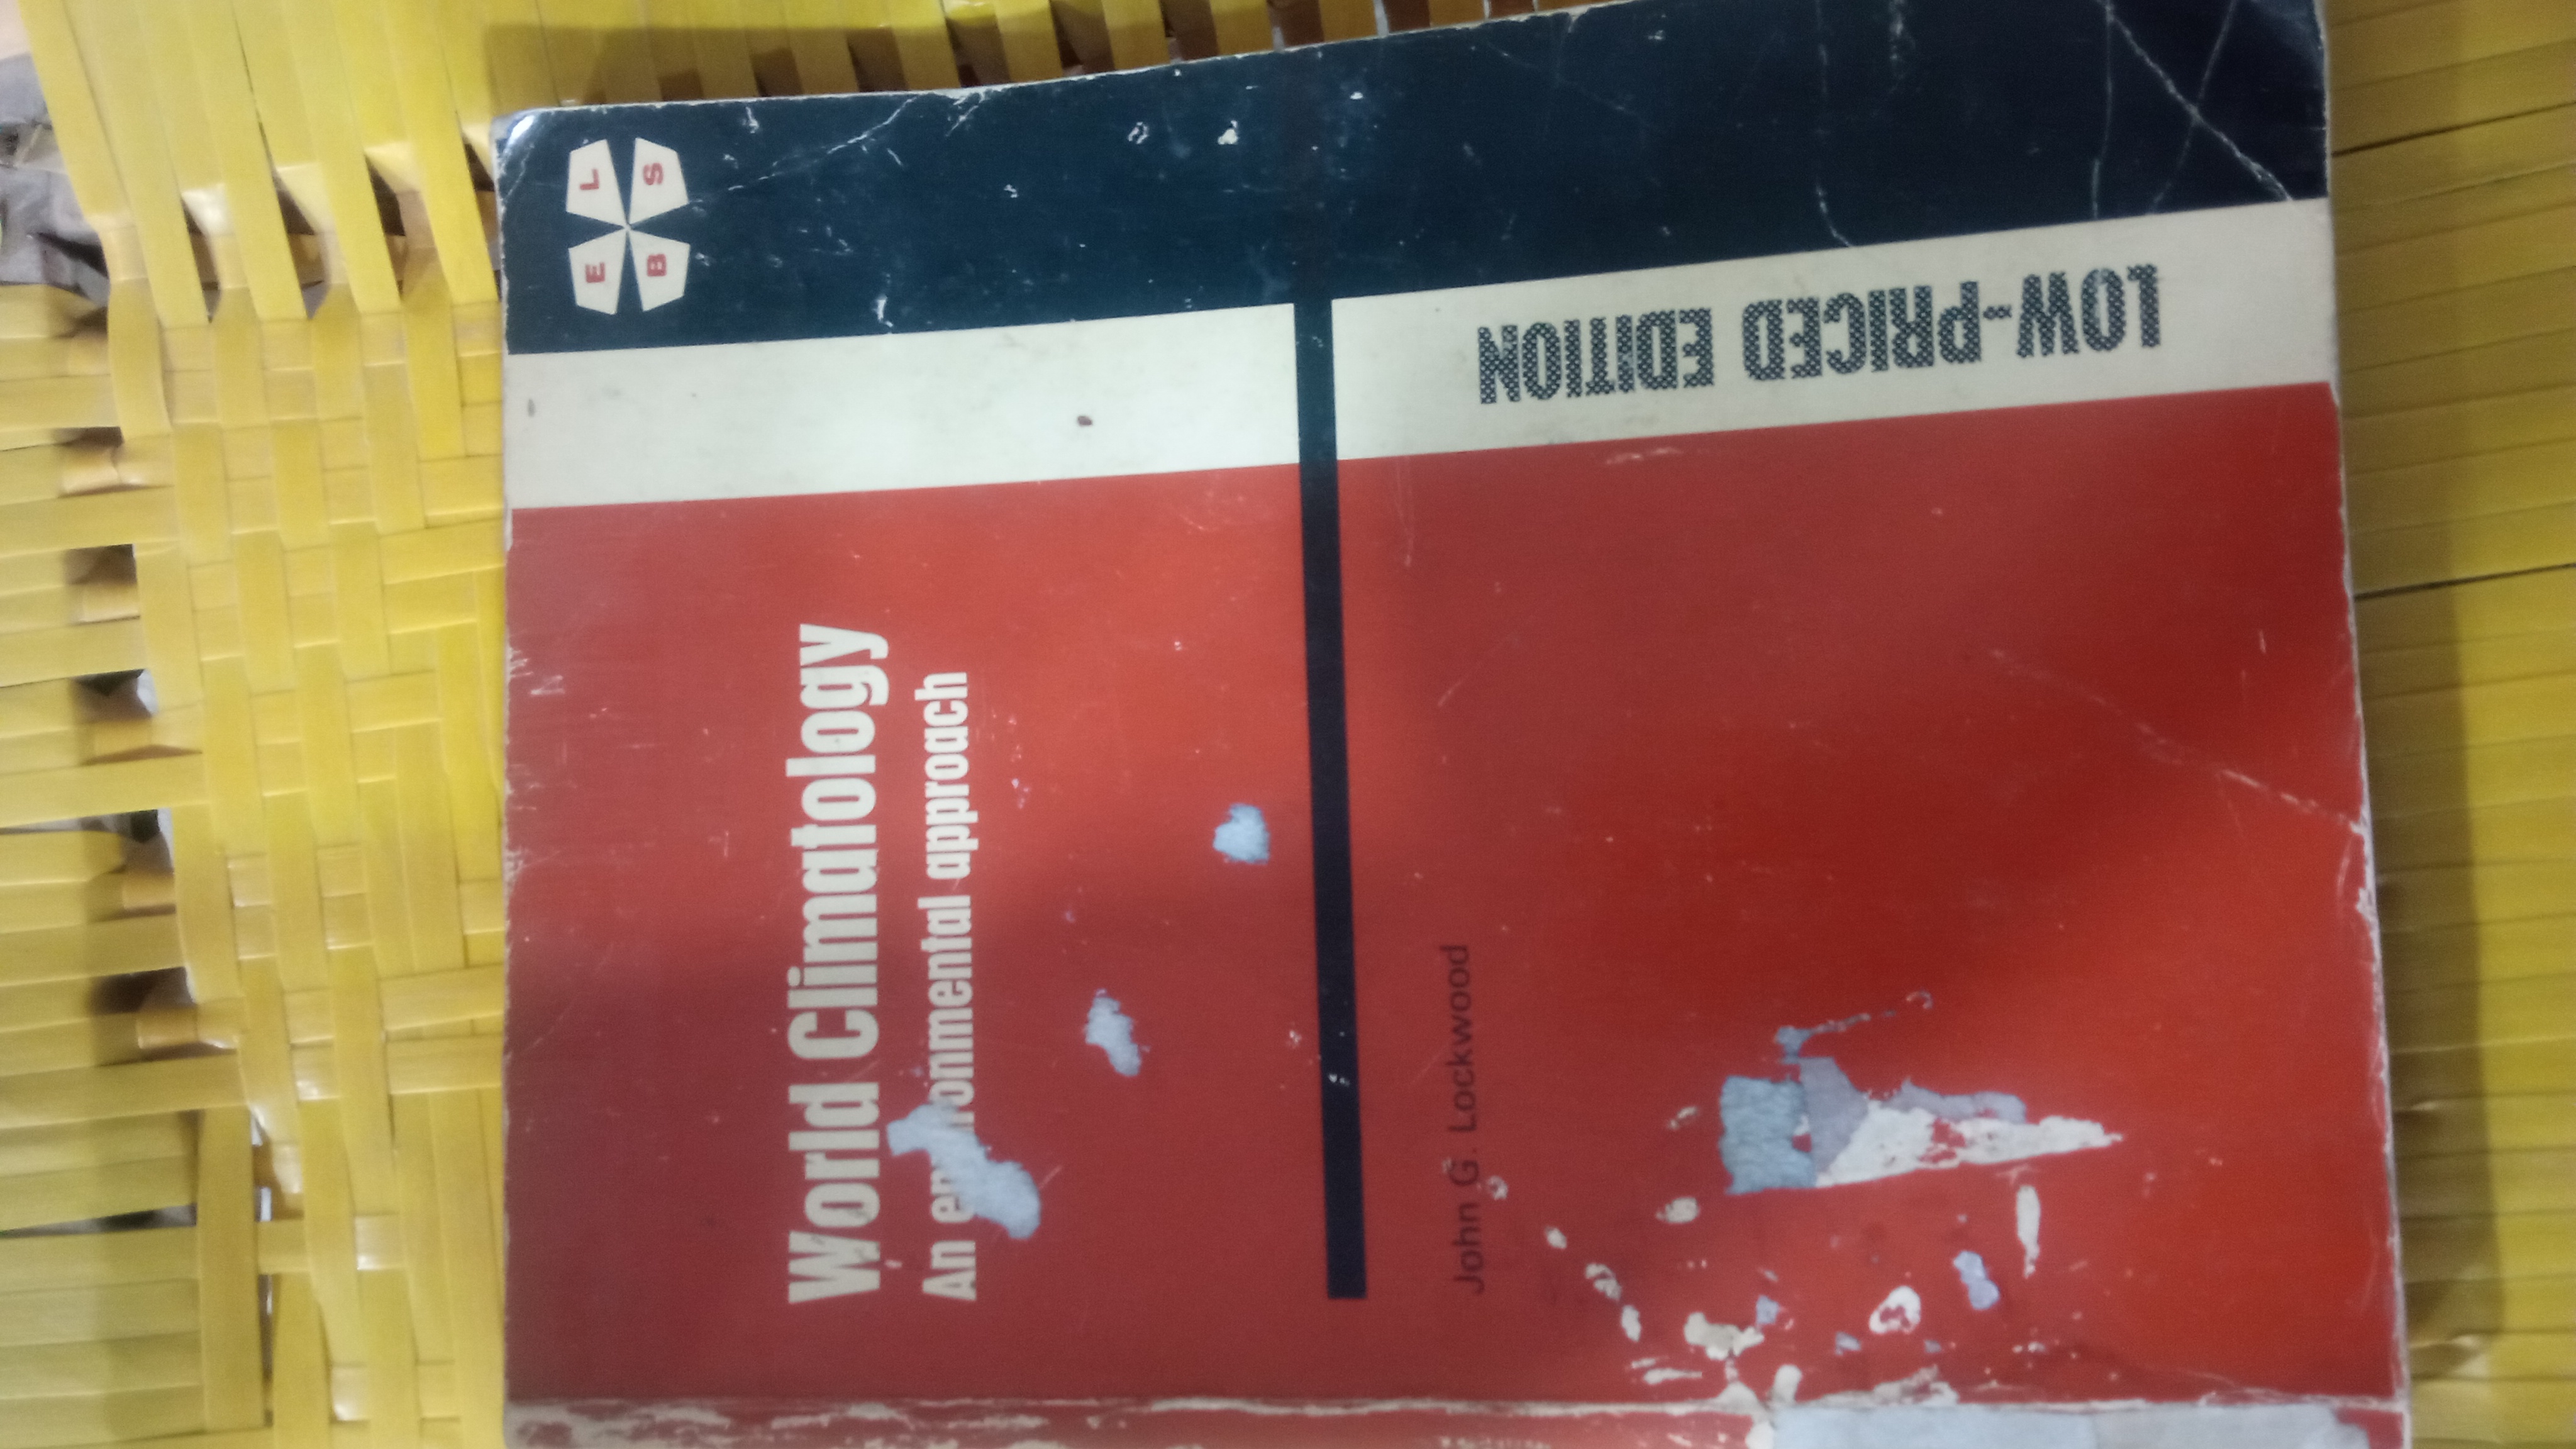 E L
B S
World Climatology
An environmental approach
John G. Lockwood
LOW-PRICED EDITION